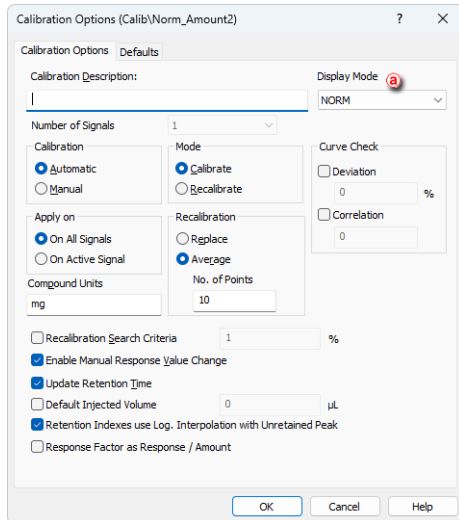 Calibration Options (Calib\Norm_Amount2) ? ×
Calibration Options Defaults
Calibration Description:
Display Mode a
NORM
Number of Signals 1
Calibration
Automatic
Manual
Mode
Calibrate
Recalibrate
Curve Check
Deviation
0 %
Correlation
0
Apply on
On All Signals
On Active Signal
Recalibration
Replace
Average
No. of Points
10
Compound Units
mg
Recalibration Search Criteria 1 %
Enable Manual Response Value Change
Update Retention Time
Default Injected Volume 0 µL
Retention Indexes use Log. Interpolation with Unretained Peak
Response Factor as Response / Amount
OK Cancel Help